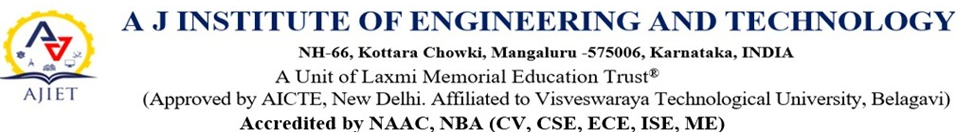 A J INSTITUTE OF ENGINEERING AND TECHNOLOGY
NH-66, Kottara Chowki, Mangaluru -575006, Karnataka, INDIA
A Unit of Laxmi Memorial Education Trust®
(Approved by AICTE, New Delhi. Affiliated to Visveswaraya Technological University, Belagavi)
Accredited by NAAC, NBA (CV, CSE, ECE, ISE, ME)
AJIET